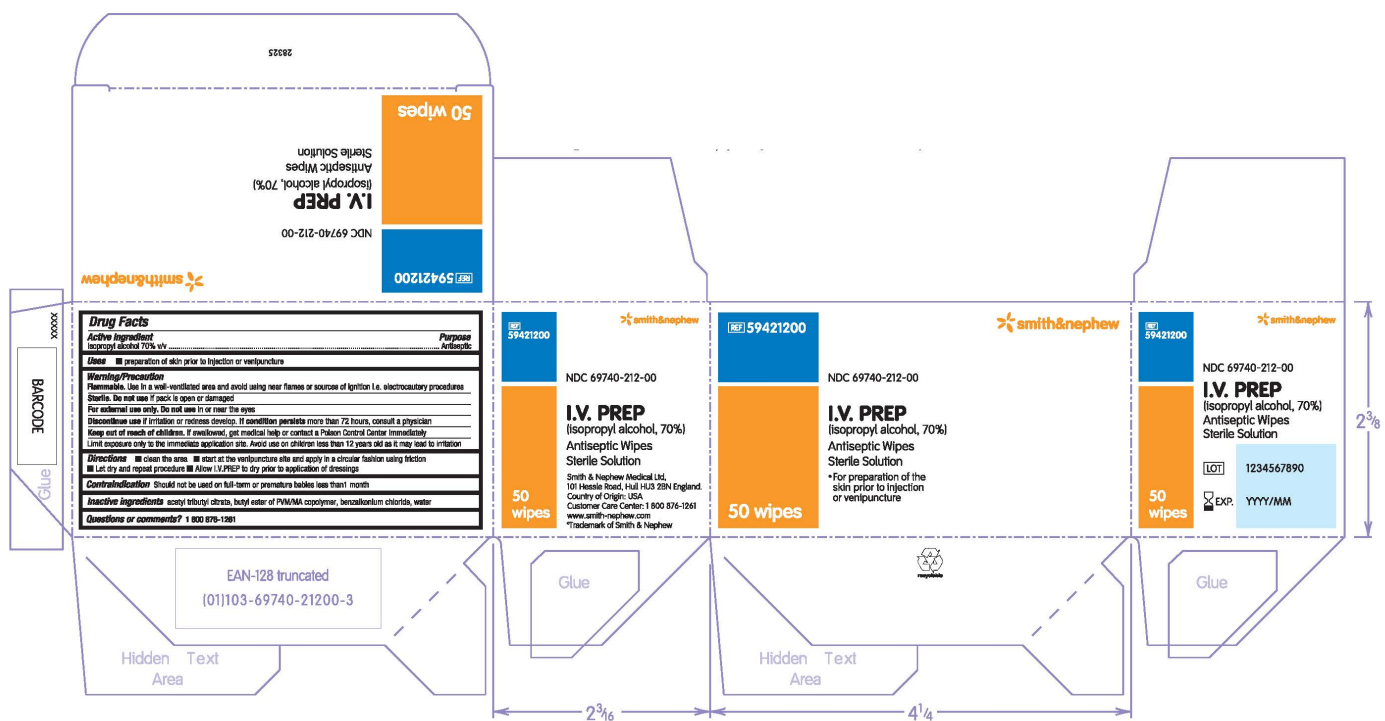 28325
50 wipes
Sterile Solution
Antiseptic Wipes
(isopropyl alcohol, 70%)
I.V. PREP
NDC 69740-212-00
REF 59421200
smith&nephew
XXXXX
BARCODE
Glue
Drug Facts
Active ingredient Purpose
Isopropyl alcohol 70% v/v ........ Antiseptic
Uses ■ preparation of skin prior to injection or venipuncture
Warning/Precaution
Flammable. Use in a well-ventilated area and avoid using near flames or sources of ignition i.e. electrocautery procedures
Sterile. Do not use if pack is open or damaged
For external use only. Do not use in or near the eyes
Discontinue use if irritation or redness develop. If condition persists more than 72 hours, consult a physician
Keep out of reach of children. If swallowed, get medical help or contact a Poison Control Center immediately
Limit exposure only to the immediate application site. Avoid use on children less than 12 years old as it may lead to irritation
Directions ■ clean the area ■ start at the venipuncture site and apply in a circular fashion using friction
■ Let dry and repeat procedure ■ Allow I.V.PREP to dry prior to application of dressings
Contraindication Should not be used on full-term or premature babies less than1 month
Inactive ingredients acetyl tributyl citrate, butyl ester of PVM/MA copolymer, benzalkonium chloride, water
Questions or comments? 1 800 876-1261
EAN-128 truncated
(01)103-69740-21200-3
Hidden Text
Area
REF
59421200
smith&nephew
NDC 69740-212-00
I.V. PREP
(isopropyl alcohol, 70%)
Antiseptic Wipes
Sterile Solution
Smith & Nephew Medical Ltd,
101 Hessle Road, Hull HU3 2BN England.
Country of Origin: USA
Customer Care Center: 1 800 876-1261
www.smith-nephew.com
*Trademark of Smith & Nephew
50
wipes
Glue
2 3/16
REF 59421200
smith&nephew
NDC 69740-212-00
I.V. PREP
(isopropyl alcohol, 70%)
Antiseptic Wipes
Sterile Solution
*For preparation of the
skin prior to injection
or venipuncture
50 wipes
recyclable
Hidden Text
Area
4 1/4
REF
59421200
smith&nephew
NDC 69740-212-00
I.V. PREP
(isopropyl alcohol, 70%)
Antiseptic Wipes
Sterile Solution
LOT 1234567890
EXP. YYYY/MM
50
wipes
Glue
2 3/8